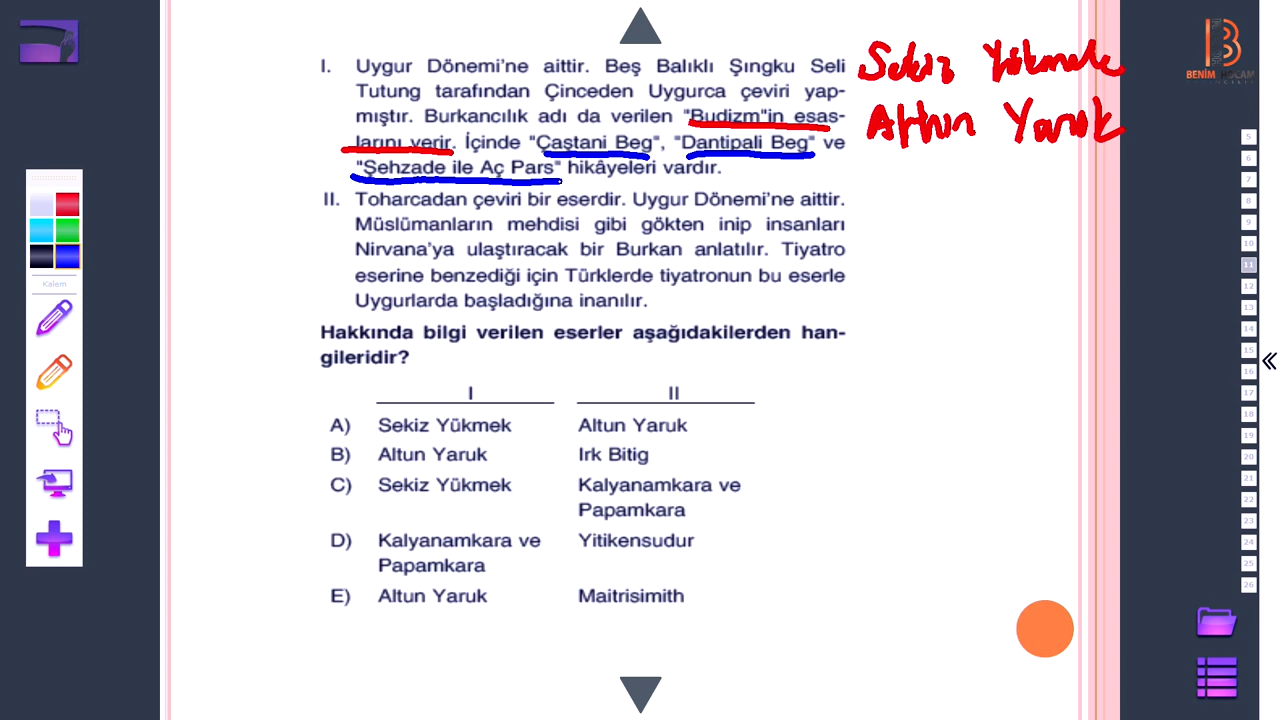 I. Uygur Dönemi'ne aittir. Beş Balıklı Şıngku Seli
Tutung tarafından Çinceden Uygurca çeviri yap-
mıştır. Burkancılık adı da verilen "Budizm"in esas-
larını verir. İçinde "Çaştani Beg", "Dantipali Beg" ve
"Şehzade ile Aç Pars" hikâyeleri vardır.
II. Toharcadan çeviri bir eserdir. Uygur Dönemi'ne aittir.
Müslümanların mehdisi gibi gökten inip insanları
Nirvana'ya ulaştıracak bir Burkan anlatılır. Tiyatro
eserine benzediği için Türklerde tiyatronun bu eserle
Uygurlarda başladığına inanılır.
Hakkında bilgi verilen eserler aşağıdakilerden han-
gileridir?
I II
A) Sekiz Yükmek Altun Yaruk
B) Altun Yaruk Irk Bitig
C) Sekiz Yükmek Kalyanamkara ve
Papamkara
D) Kalyanamkara ve Yitikensudur
Papamkara
E) Altun Yaruk Maitrisimith
Sekiz Yükmek
Altun Yaruk
BENİM HOCAM
Kalem
5
6
7
8
9
10
11
12
13
14
15
16
17
18
19
20
21
22
23
24
25
26